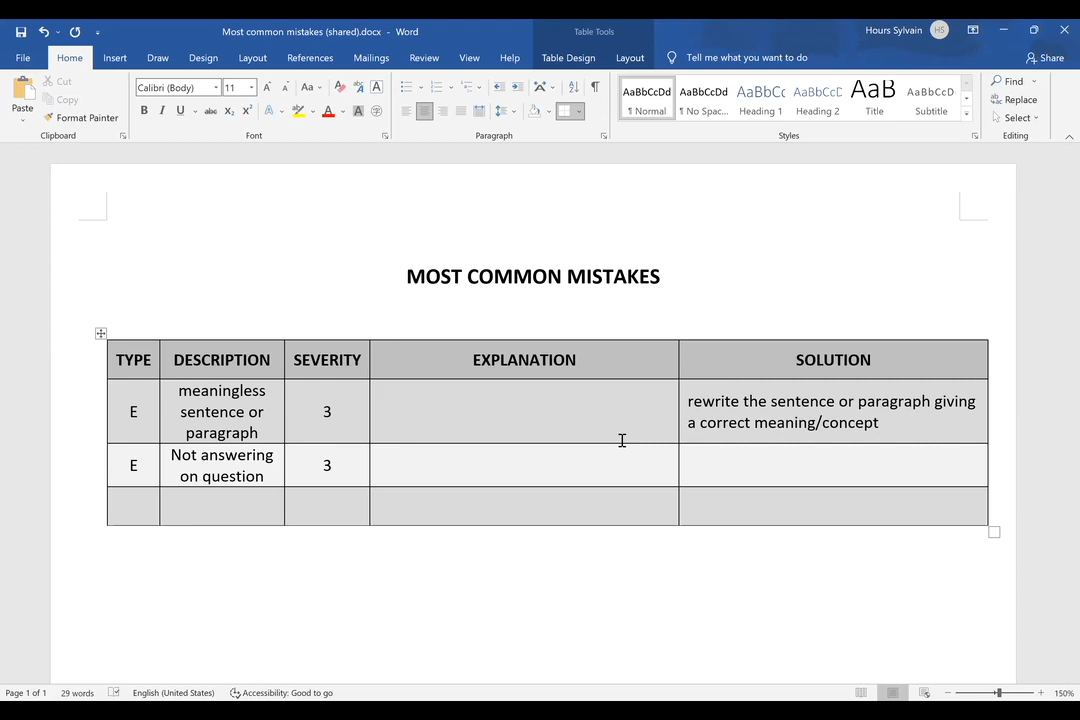 Most common mistakes (shared).docx - Word
Table Tools
Hours Sylvain
HS
File Home Insert Draw Design Layout References Mailings Review View Help Table Design Layout Tell me what you want to do Share
Paste
Cut
Copy
Format Painter
Clipboard
Calibri (Body) 11 Aa A
B I U abc X₂ X² A A A
Font
Paragraph
AaBbCcDd AaBbCcDd AaBbCc AaBbCcC AaB AaBbCcD
¶ Normal ¶ No Spac... Heading 1 Heading 2 Title Subtitle
Styles
Find
Replace
Select
Editing
MOST COMMON MISTAKES
TYPE DESCRIPTION SEVERITY EXPLANATION SOLUTION
E meaningless sentence or paragraph 3 rewrite the sentence or paragraph giving a correct meaning/concept
E Not answering on question 3
Page 1 of 1 29 words English (United States) Accessibility: Good to go 150%